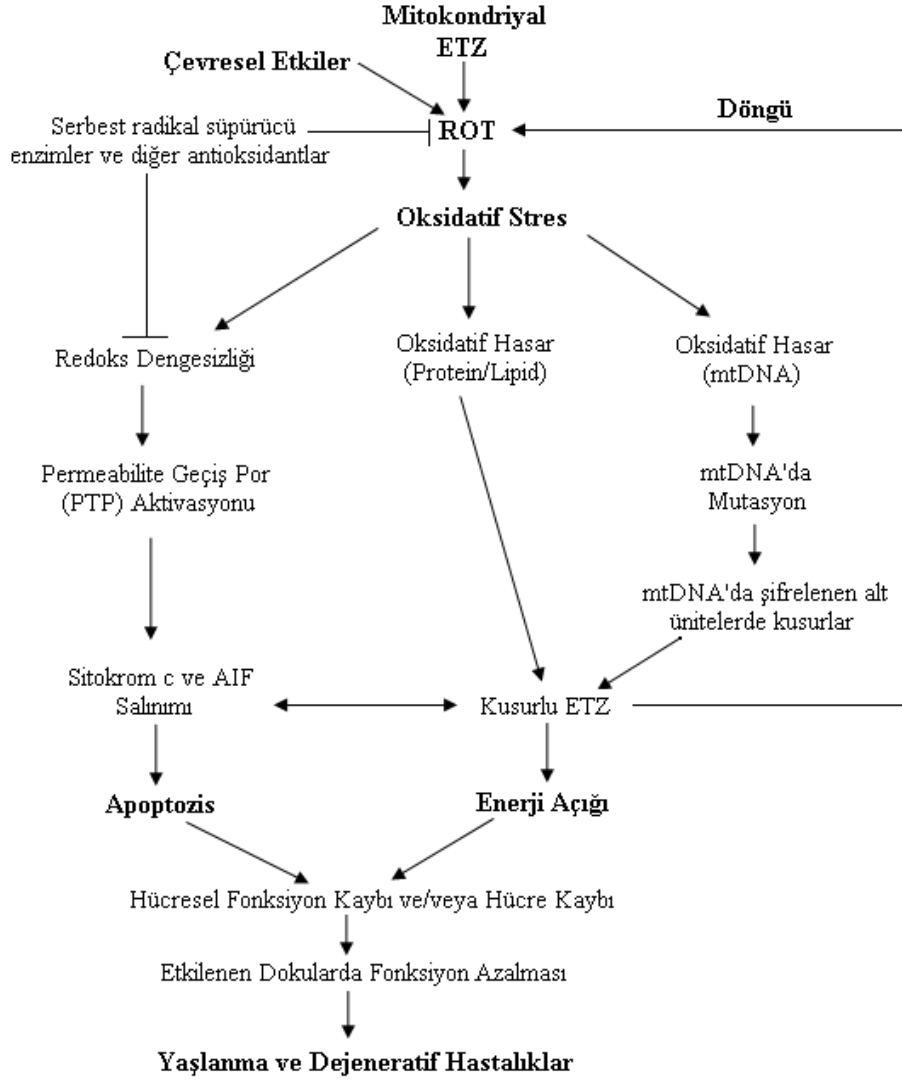 Mitokondriyal
ETZ
Çevresel Etkiler
Döngü
Serbest radikal süpürücü
enzimler ve diğer antioksidantlar
ROT
Oksidatif Stres
Redoks Dengesizliği
Oksidatif Hasar
(Protein/Lipid)
Oksidatif Hasar
(mtDNA)
Permeabilite Geçiş Por
(PTP) Aktivasyonu
mtDNA'da
Mutasyon
mtDNA'da şifrelenen alt
ünitelerde kusurlar
Sitokrom c ve AIF
Salınımı
Kusurlu ETZ
Apoptozis
Enerji Açığı
Hücresel Fonksiyon Kaybı ve/veya Hücre Kaybı
Etkilenen Dokularda Fonksiyon Azalması
Yaşlanma ve Dejeneratif Hastalıklar